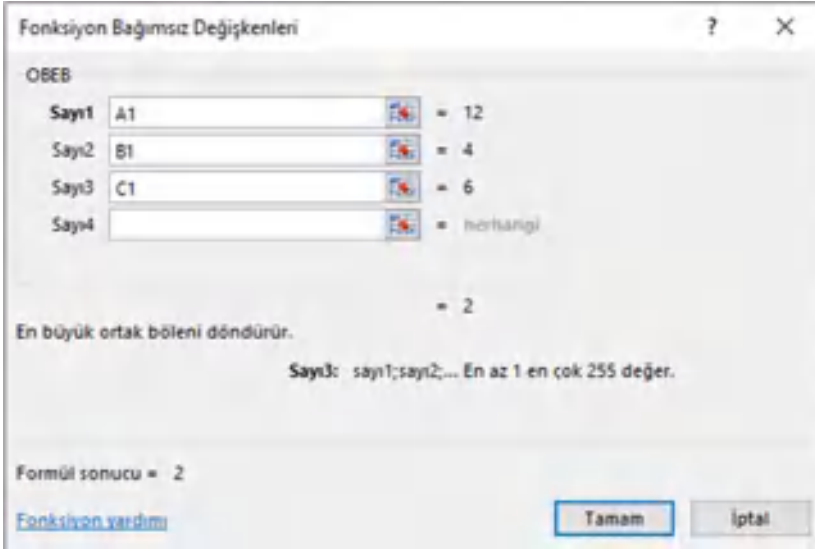 Fonksiyon Bağımsız Değişkenleri ? ×
OBEB
Sayı1 A1 = 12
Sayı2 B1 = 4
Sayı3 C1 = 6
Sayı4 = herhangi
= 2
En büyük ortak böleni döndürür.
Sayı3: sayı1;sayı2;... En az 1 en çok 255 değer.
Formül sonucu = 2
Fonksiyon yardımı Tamam İptal